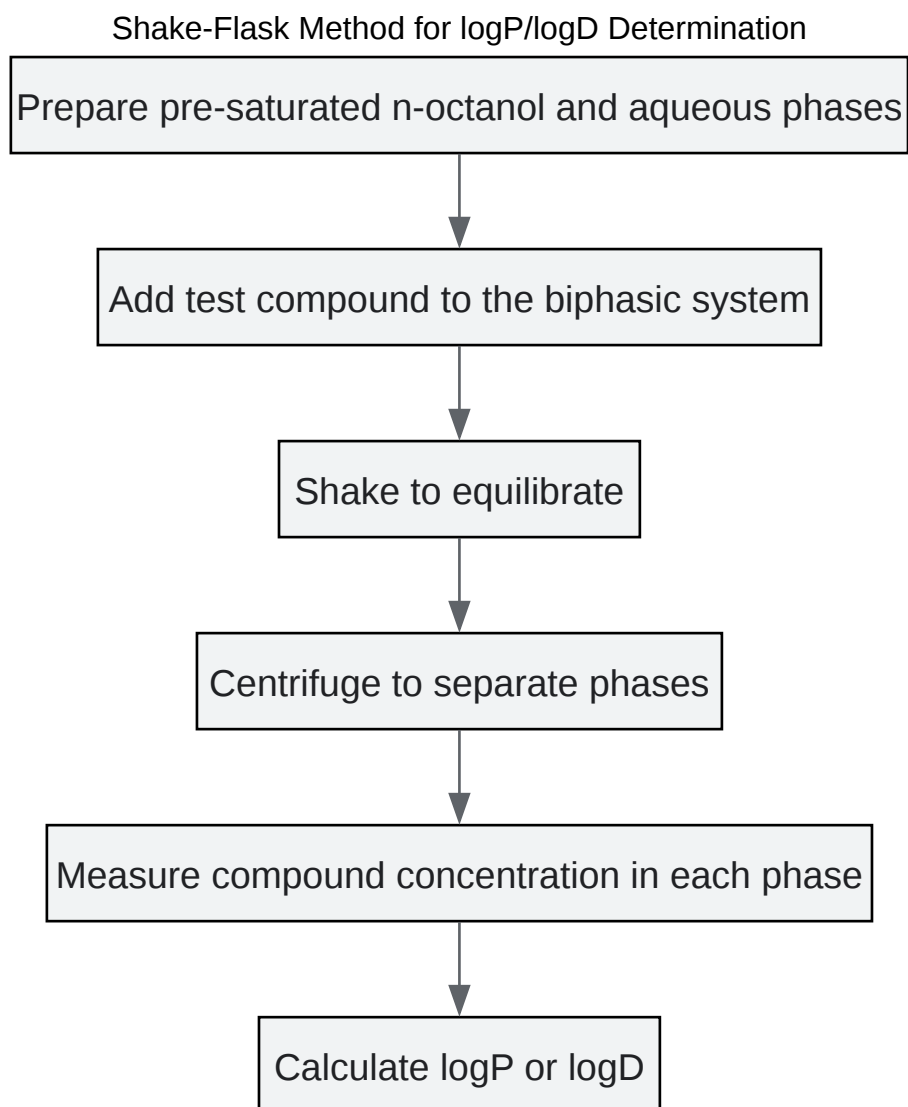 Shake-Flask Method for logP/logD Determination
Prepare pre-saturated n-octanol and aqueous phases
Add test compound to the biphasic system
Shake to equilibrate
Centrifuge to separate phases
Measure compound concentration in each phase
Calculate logP or logD